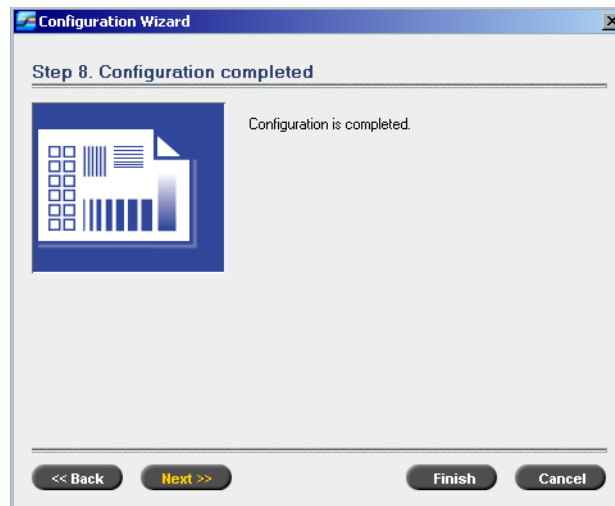 Configuration Wizard
Step 8. Configuration completed
Configuration is completed.
<< Back Next >> Finish Cancel